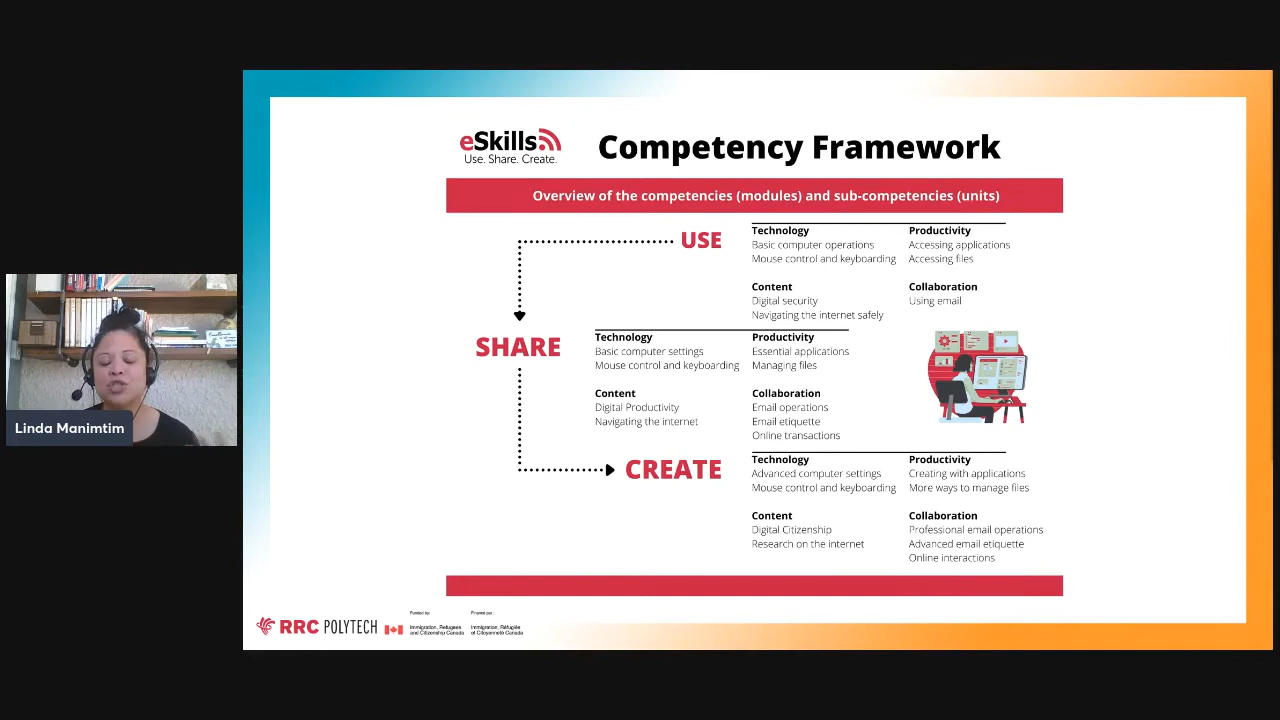 eSkills
Use. Share. Create.
Competency Framework
Overview of the competencies (modules) and sub-competencies (units)
USE
Technology
Basic computer operations
Mouse control and keyboarding
Productivity
Accessing applications
Accessing files
Content
Digital security
Navigating the internet safely
Collaboration
Using email
SHARE
Technology
Basic computer settings
Mouse control and keyboarding
Productivity
Essential applications
Managing files
Content
Digital Productivity
Navigating the internet
Collaboration
Email operations
Email etiquette
Online transactions
CREATE
Technology
Advanced computer settings
Mouse control and keyboarding
Productivity
Creating with applications
More ways to manage files
Content
Digital Citizenship
Research on the internet
Collaboration
Professional email operations
Advanced email etiquette
Online interactions
Linda Manimtim
RRC POLYTECH
Funded by:
Immigration, Refugees
and Citizenship Canada
Financé par :
Immigration, Réfugiés
et Citoyenneté Canada